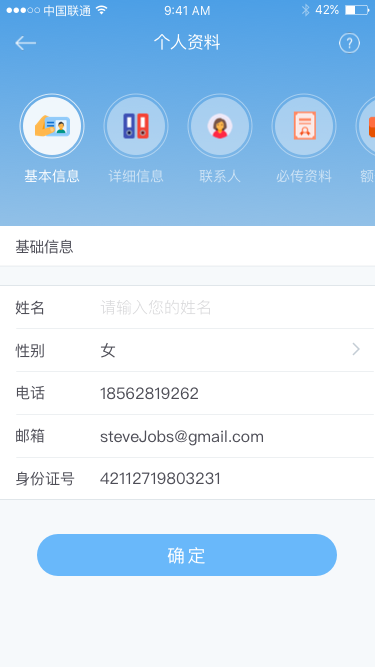 中国联通 9:41 AM 42%
个人资料 ?
基本信息 详细信息 联系人 必传资料 额
基础信息
姓名 请输入您的姓名
性别 女
电话 18562819262
邮箱 steveJobs@gmail.com
身份证号 42112719803231
确定